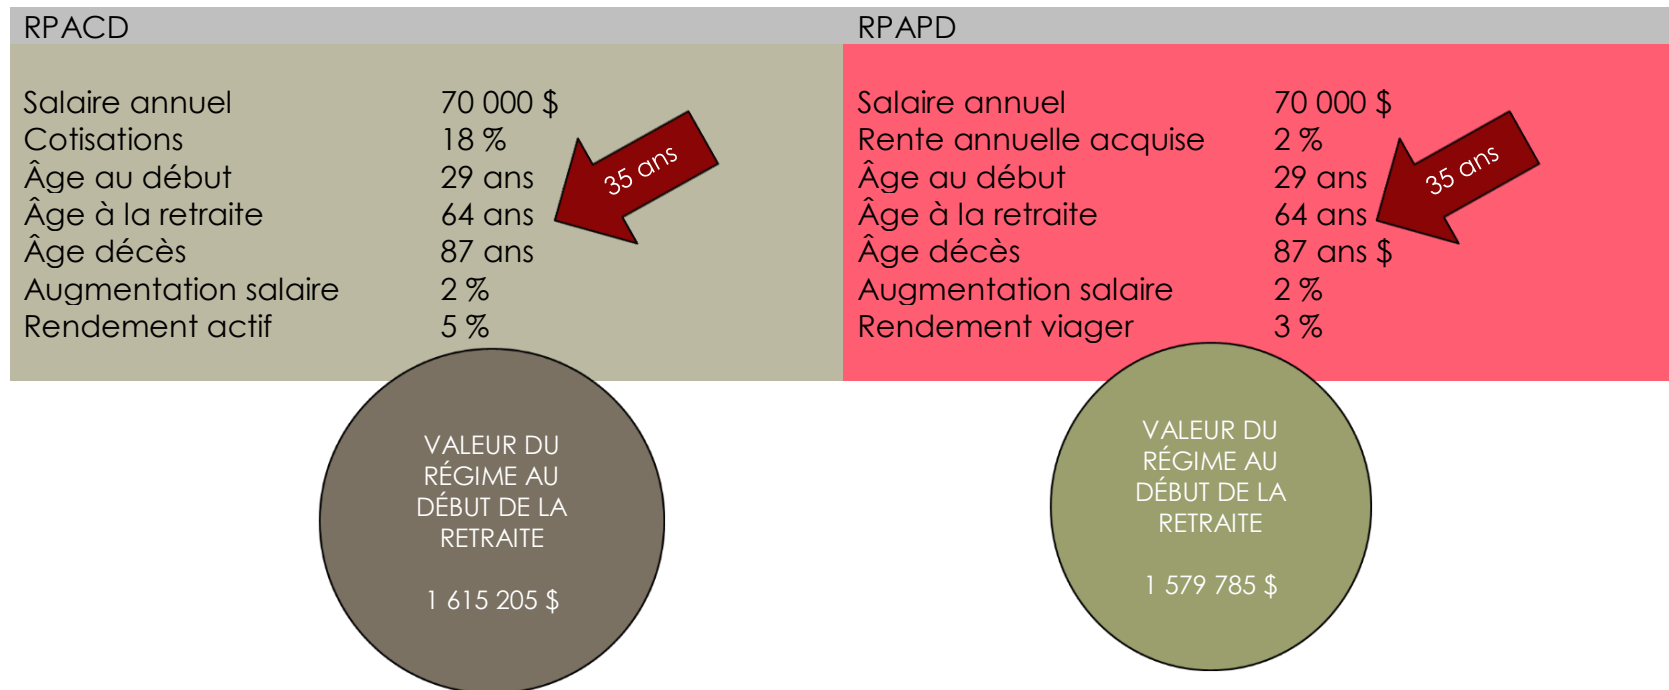 RPACD
Salaire annuel 70 000 $
Cotisations 18 %
Âge au début 29 ans
Âge à la retraite 64 ans
Âge décès 87 ans
Augmentation salaire 2 %
Rendement actif 5 %
35 ans
VALEUR DU
RÉGIME AU
DÉBUT DE LA
RETRAITE
1 615 205 $
RPAPD
Salaire annuel 70 000 $
Rente annuelle acquise 2 %
Âge au début 29 ans
Âge à la retraite 64 ans
Âge décès 87 ans $
Augmentation salaire 2 %
Rendement viager 3 %
35 ans
VALEUR DU
RÉGIME AU
DÉBUT DE LA
RETRAITE
1 579 785 $